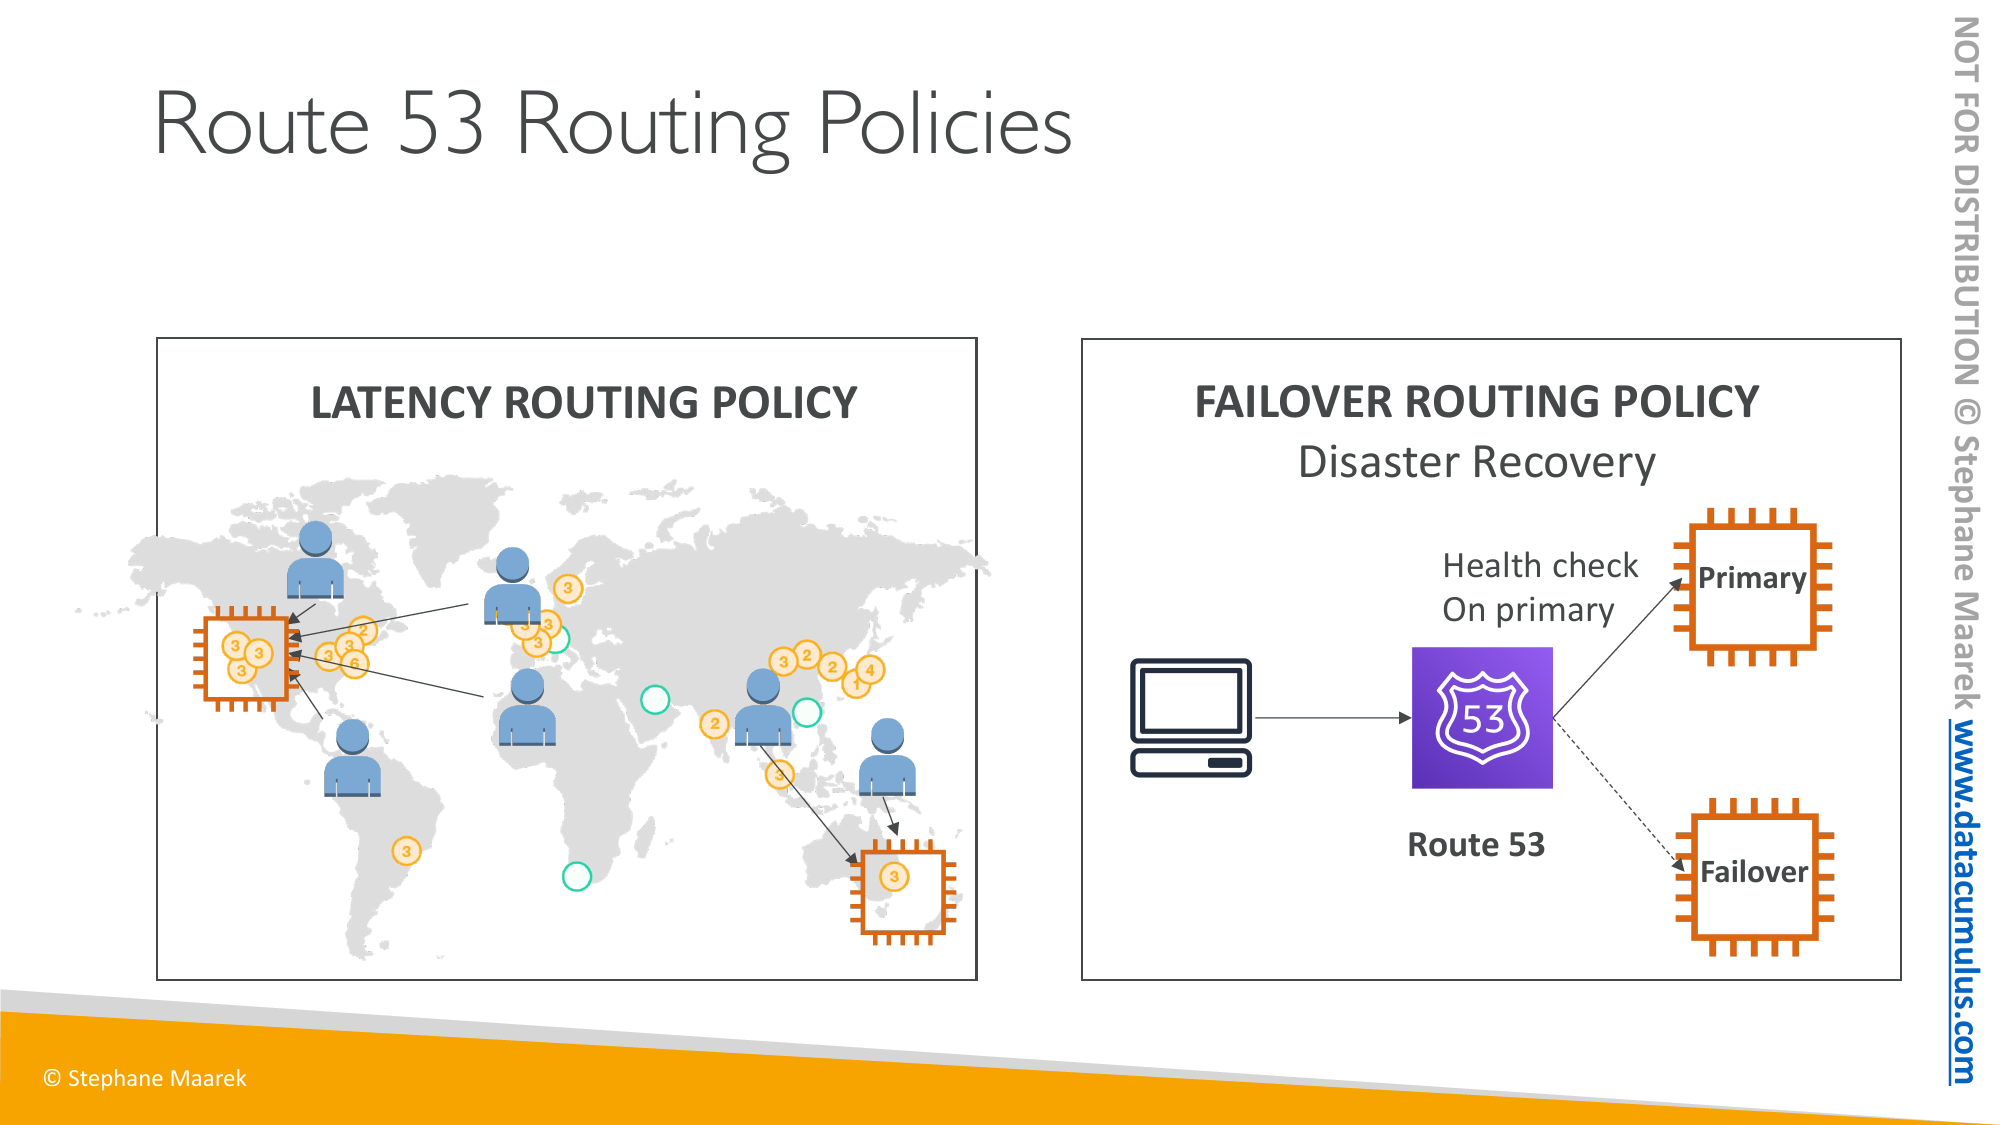 Route 53 Routing Policies
LATENCY ROUTING POLICY
3
3
3
2
3
3
6
3
3
3
3
3
2
3
2
2
4
1
3
3
3
FAILOVER ROUTING POLICY
Disaster Recovery
Health check
On primary
Primary
53
Route 53
Failover
© Stephane Maarek
NOT FOR DISTRIBUTION © Stephane Maarek www.datacumulus.com